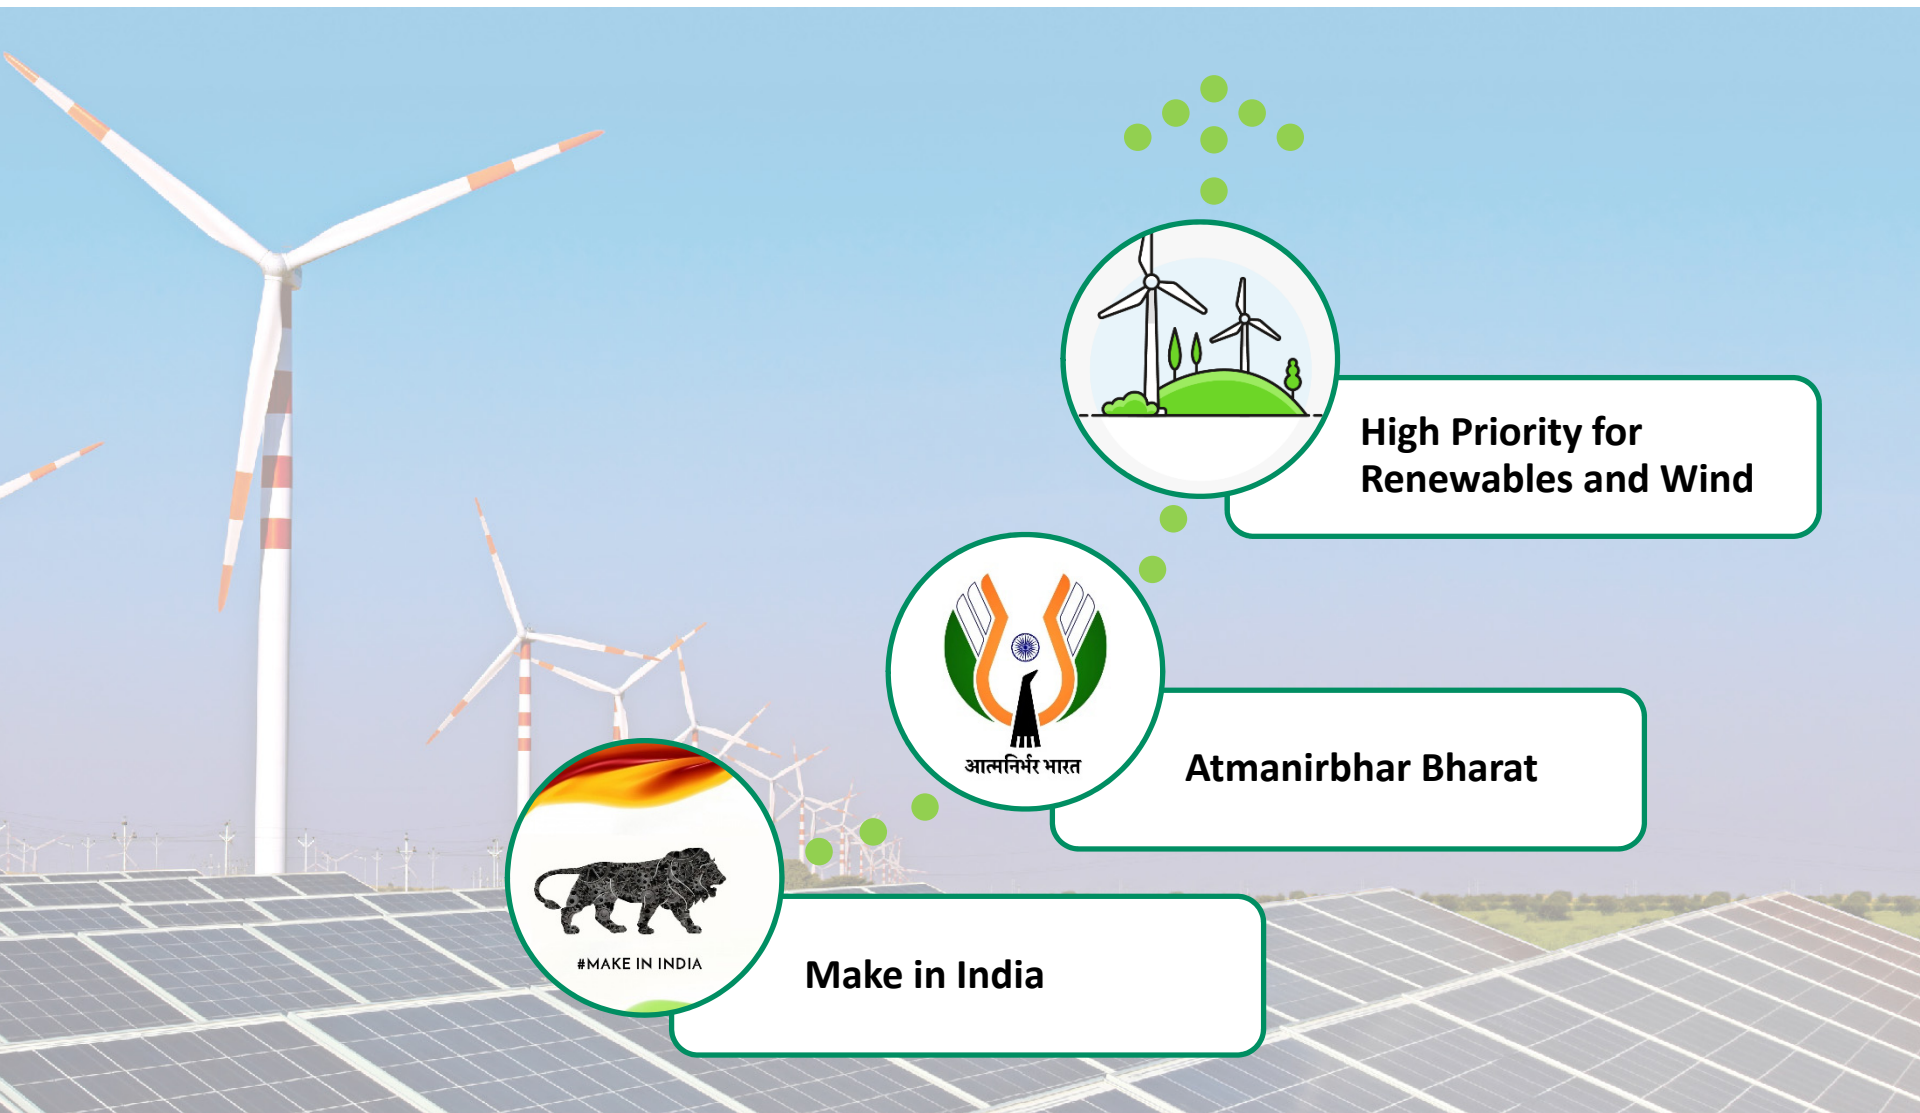 High Priority for
Renewables and Wind
आत्मनिर्भर भारत
Atmanirbhar Bharat
#MAKE IN INDIA
Make in India